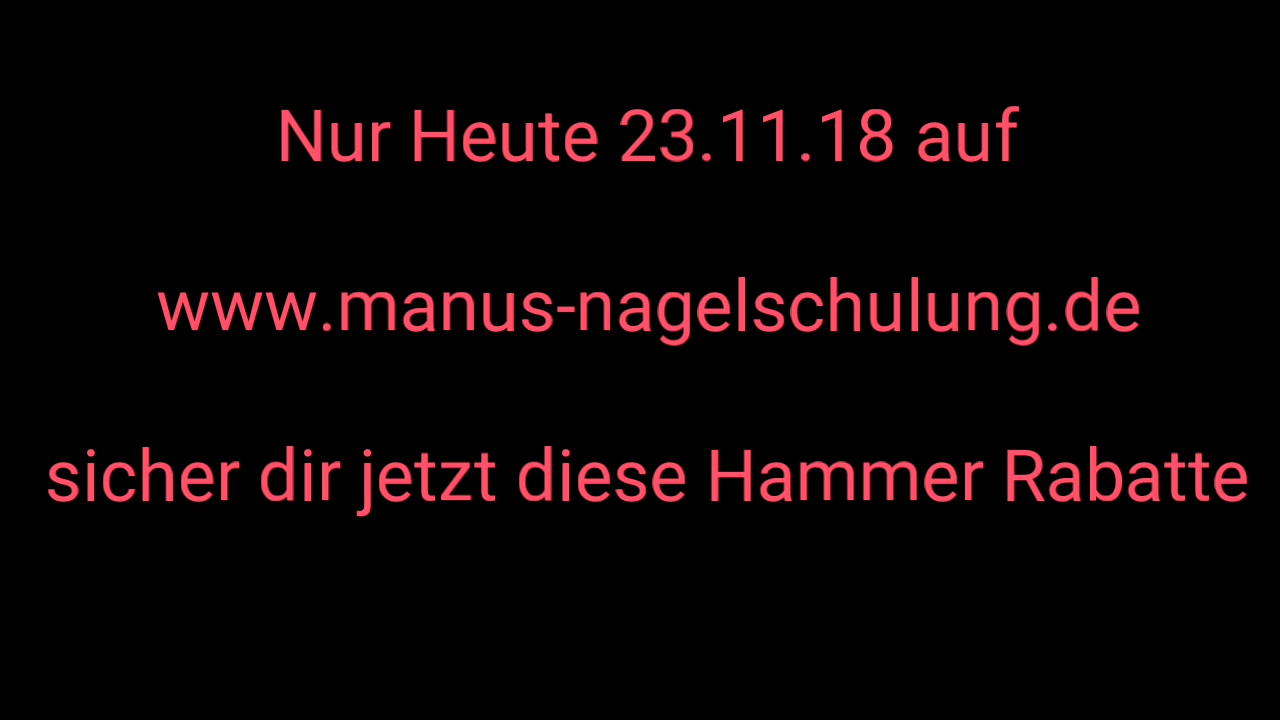 Nur Heute 23.11.18 auf
www.manus-nagelschulung.de
sicher dir jetzt diese Hammer Rabatte